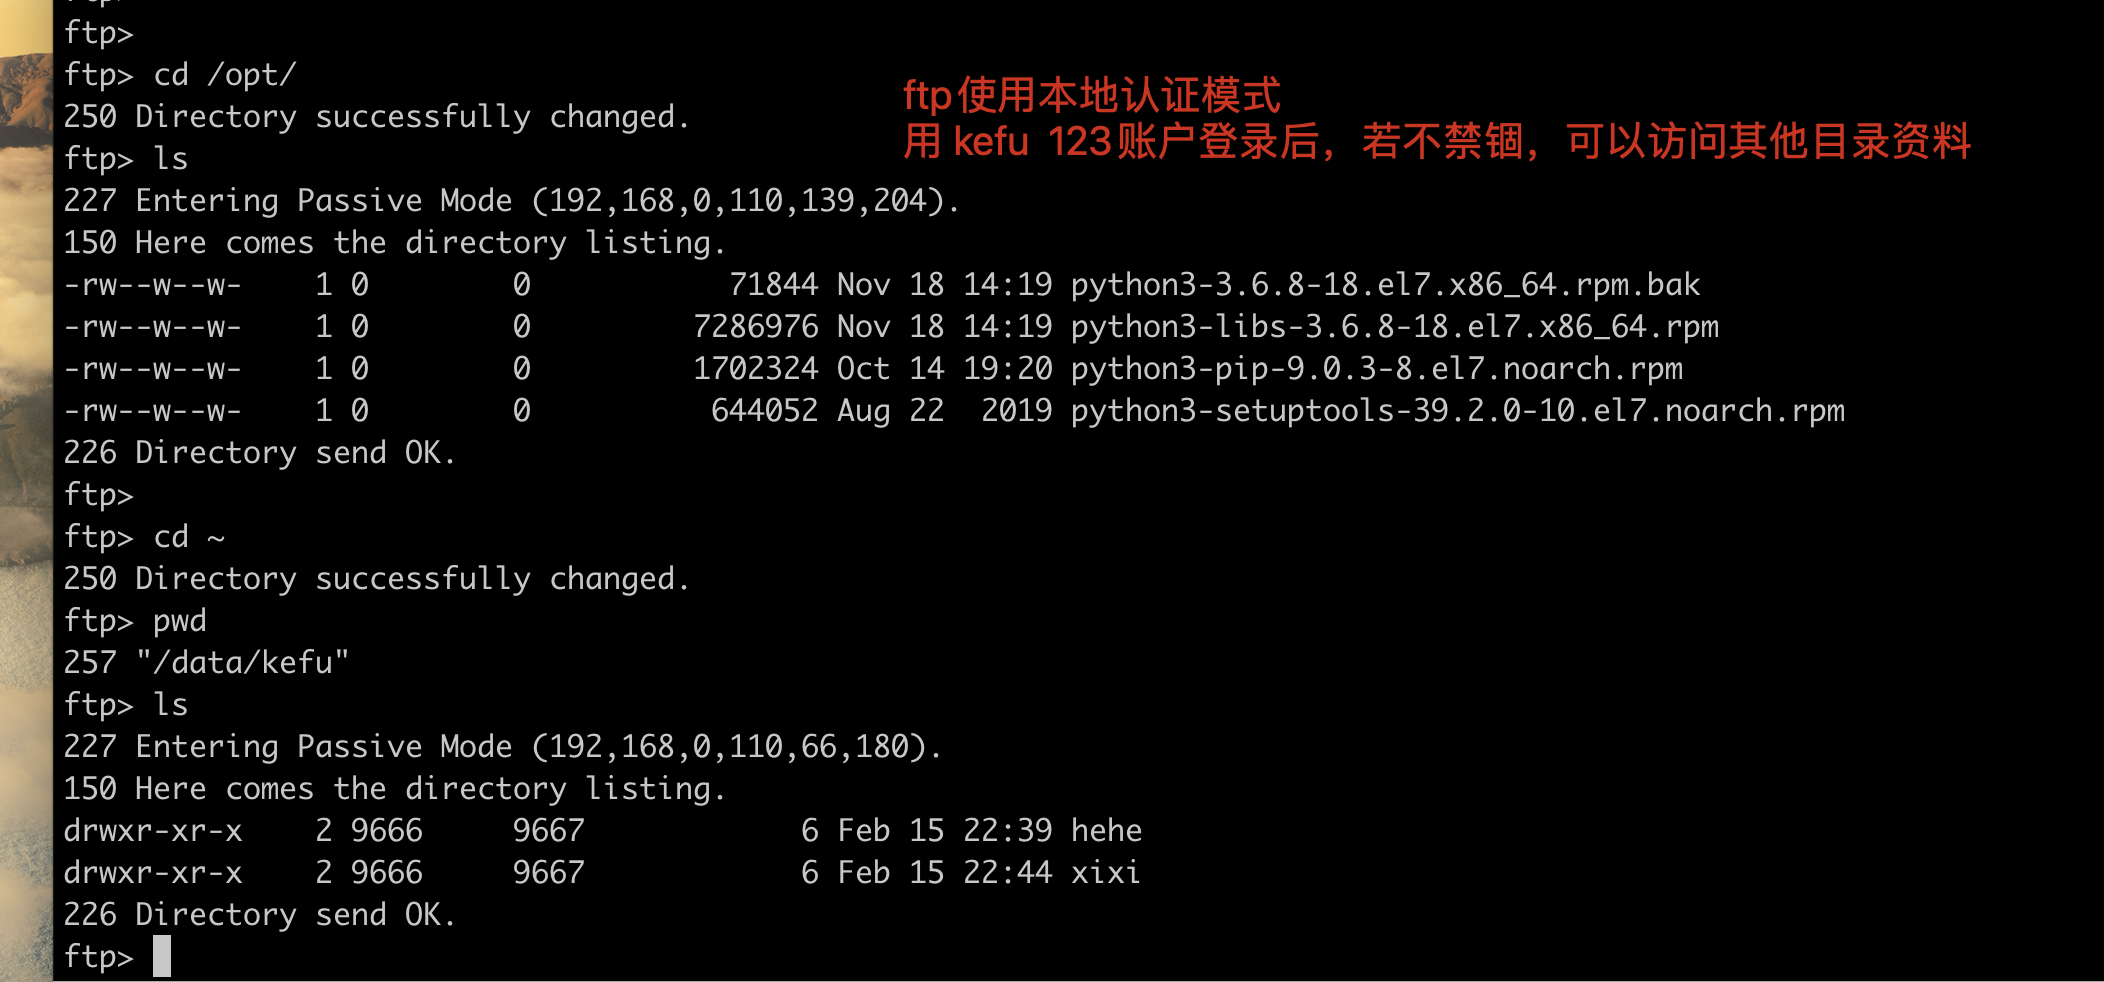 ftp>
ftp>
ftp> cd /opt/
250 Directory successfully changed.
ftp使用本地认证模式
用 kefu 123账户登录后，若不禁锢，可以访问其他目录资料
ftp> ls
227 Entering Passive Mode (192,168,0,110,139,204).
150 Here comes the directory listing.
-rw--w--w-    1 0        0           71844 Nov 18 14:19 python3-3.6.8-18.el7.x86_64.rpm.bak
-rw--w--w-    1 0        0         7286976 Nov 18 14:19 python3-libs-3.6.8-18.el7.x86_64.rpm
-rw--w--w-    1 0        0         1702324 Oct 14 19:20 python3-pip-9.0.3-8.el7.noarch.rpm
-rw--w--w-    1 0        0          644052 Aug 22  2019 python3-setuptools-39.2.0-10.el7.noarch.rpm
226 Directory send OK.
ftp>
ftp> cd ~
250 Directory successfully changed.
ftp> pwd
257 "/data/kefu"
ftp> ls
227 Entering Passive Mode (192,168,0,110,66,180).
150 Here comes the directory listing.
drwxr-xr-x    2 9666     9667            6 Feb 15 22:39 hehe
drwxr-xr-x    2 9666     9667            6 Feb 15 22:44 xixi
226 Directory send OK.
ftp>